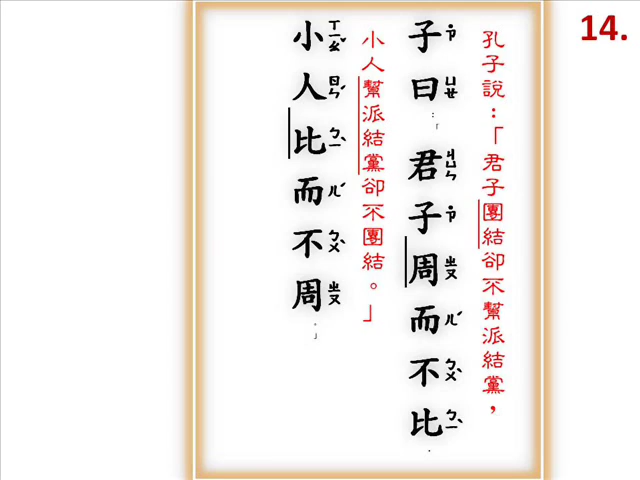 14.
孔子說：「君子團結卻不幫派結黨，
子曰：「君子周而不比，
小人幫派結黨卻不團結。」
小人比而不周。」